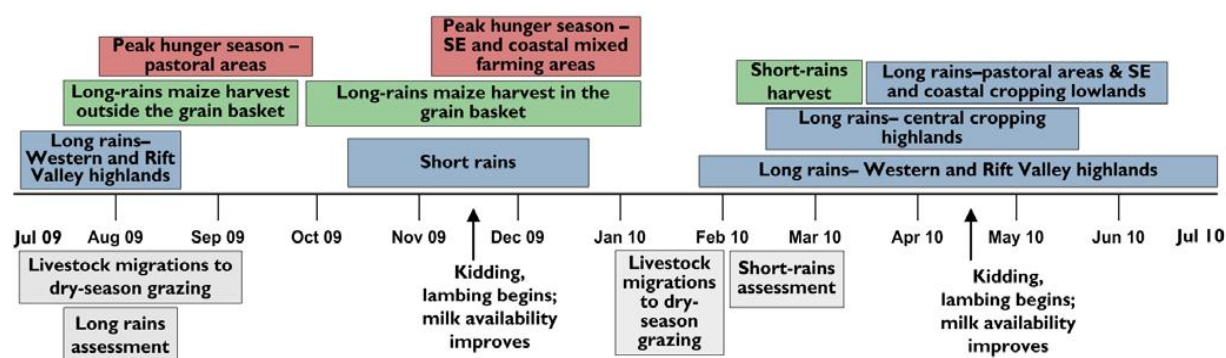 Peak hunger season –
pastoral areas
Peak hunger season –
SE and coastal mixed
farming areas
Long-rains maize harvest
outside the grain basket
Long-rains maize harvest in the
grain basket
Short-rains
harvest
Long rains–pastoral areas & SE
and coastal cropping lowlands
Long rains– central cropping
highlands
Long rains–
Western and Rift
Valley highlands
Short rains
Long rains– Western and Rift Valley highlands
Jul 09
Aug 09
Sep 09
Oct 09
Nov 09
Dec 09
Jan 10
Feb 10
Mar 10
Apr 10
May 10
Jun 10
Jul 10
Livestock migrations to
dry-season grazing
Long rains
assessment
Kidding,
lambing begins;
milk availability
improves
Livestock
migrations
to dry-
season
grazing
Short-rains
assessment
Kidding,
lambing begins;
milk availability
improves